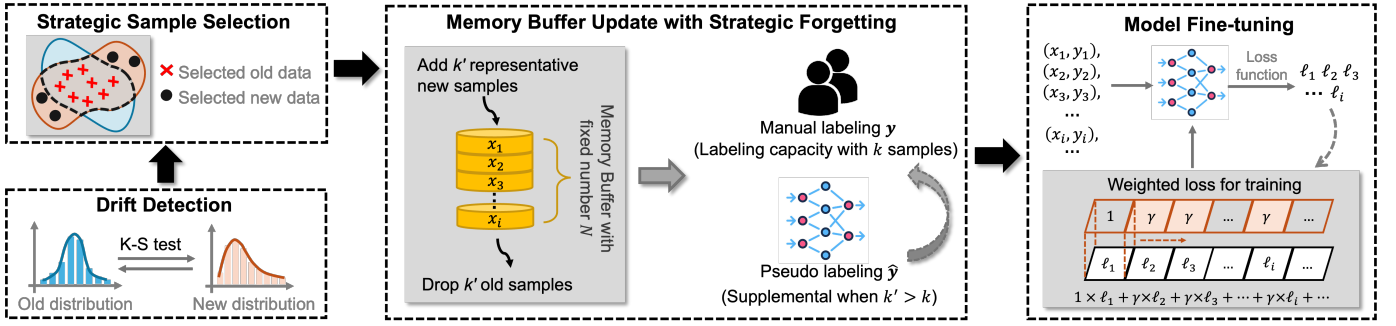 Strategic Sample Selection
Selected old data
Selected new data
Drift Detection
K-S test
Old distribution
New distribution
Memory Buffer Update with Strategic Forgetting
Add k′ representative
new samples
x₁
x₂
x₃
xᵢ
Memory Buffer with
fixed number N
Drop k′ old samples
Manual labeling y
(Labeling capacity with k samples)
Pseudo labeling ŷ
(Supplemental when k′ > k)
Model Fine-tuning
(x₁, y₁),
(x₂, y₂),
(x₃, y₃),
...
(xᵢ, yᵢ),
...
Loss
function
ℓ₁ ℓ₂ ℓ₃
... ℓᵢ
Weighted loss for training
1 γ γ ... γ ...
ℓ₁ ℓ₂ ℓ₃ ... ℓᵢ ...
1 × ℓ₁ + γ×ℓ₂ + γ×ℓ₃ + ⋯ + γ×ℓᵢ + ⋯